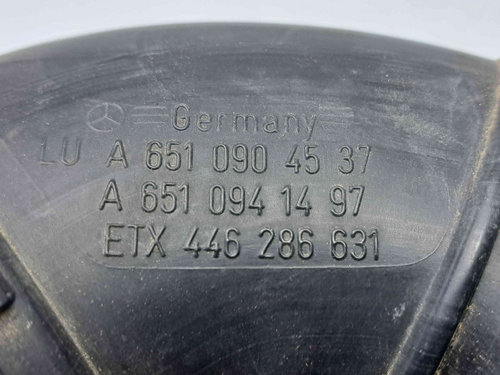 Germany
LU A 651 090 45 37
A 651 094 14 97
ETX 446 286 631